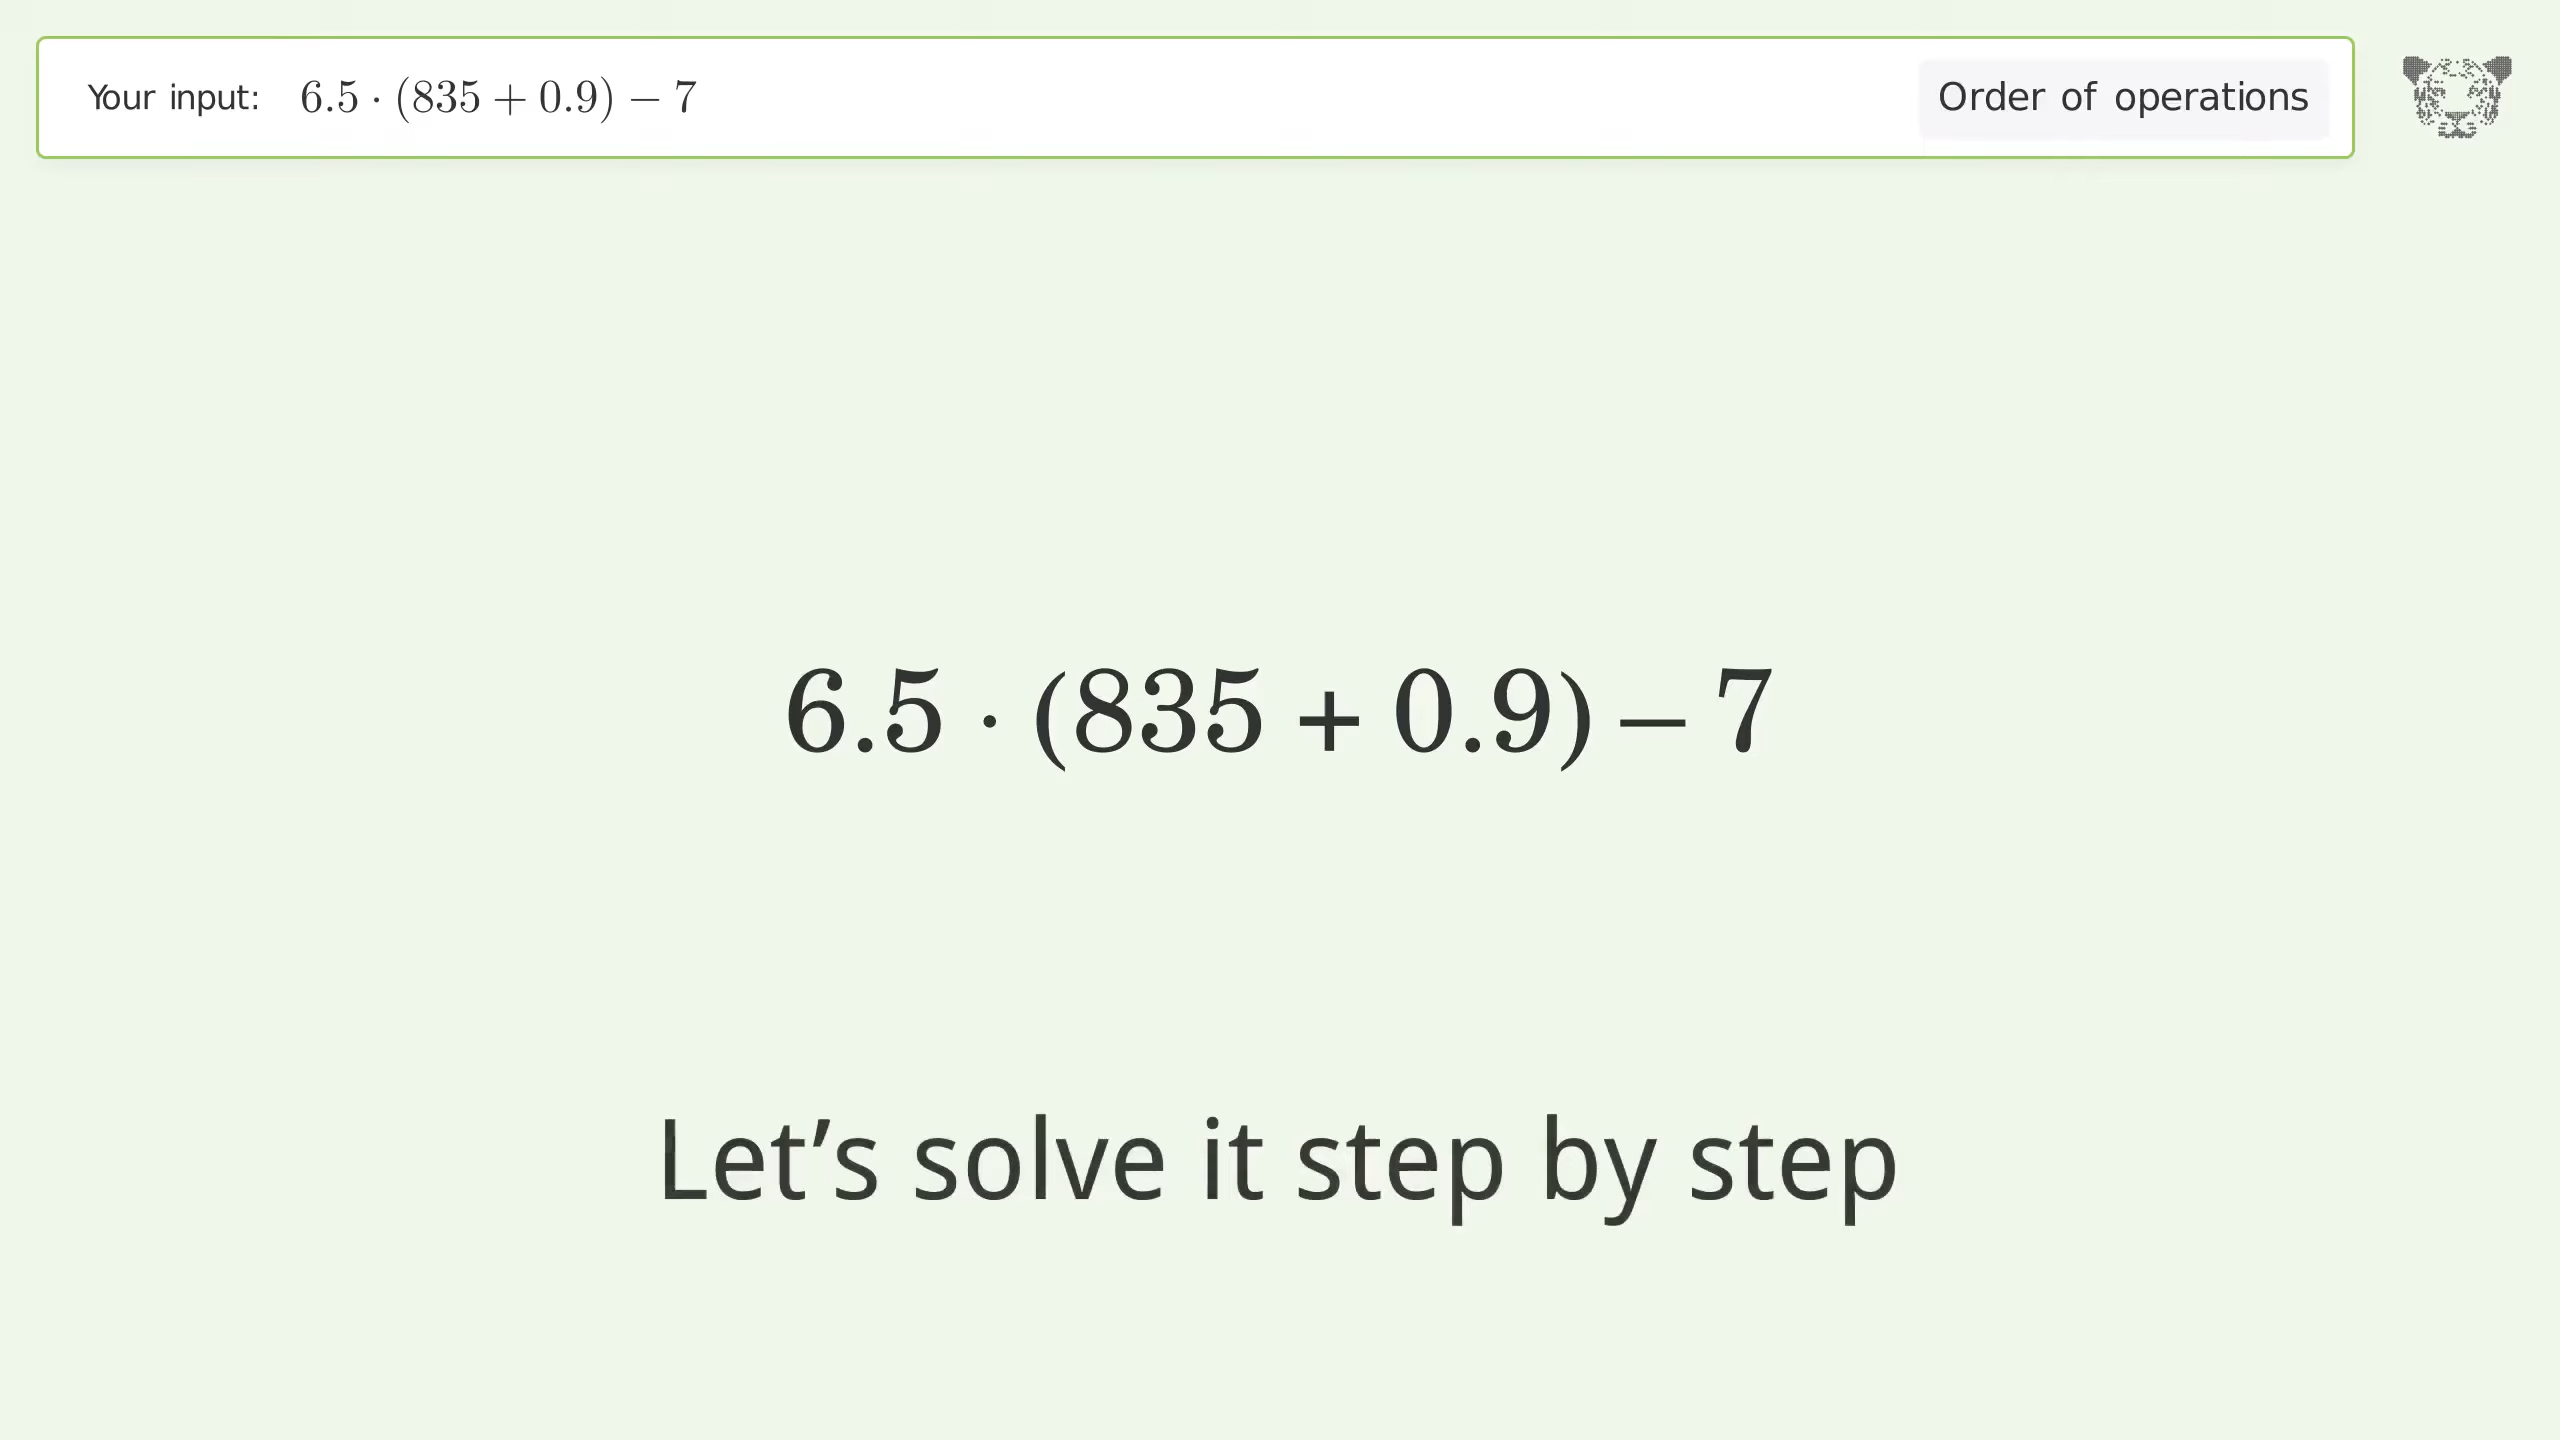 Your input: 6.5 · (835 + 0.9) − 7 Order of operations
6.5 · (835 + 0.9) − 7
Let’s solve it step by step